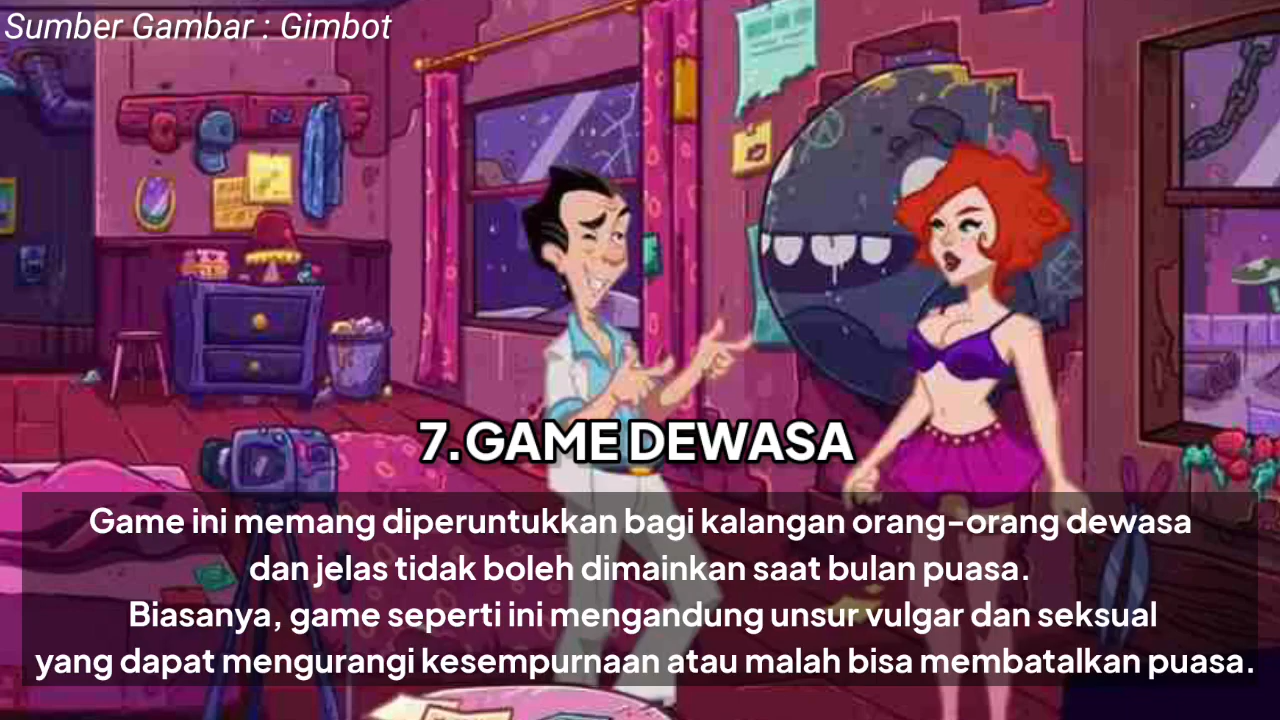 Sumber Gambar : Gimbot
7.GAME DEWASA
Game ini memang diperuntukkan bagi kalangan orang-orang dewasa
dan jelas tidak boleh dimainkan saat bulan puasa.
Biasanya, game seperti ini mengandung unsur vulgar dan seksual
yang dapat mengurangi kesempurnaan atau malah bisa membatalkan puasa.